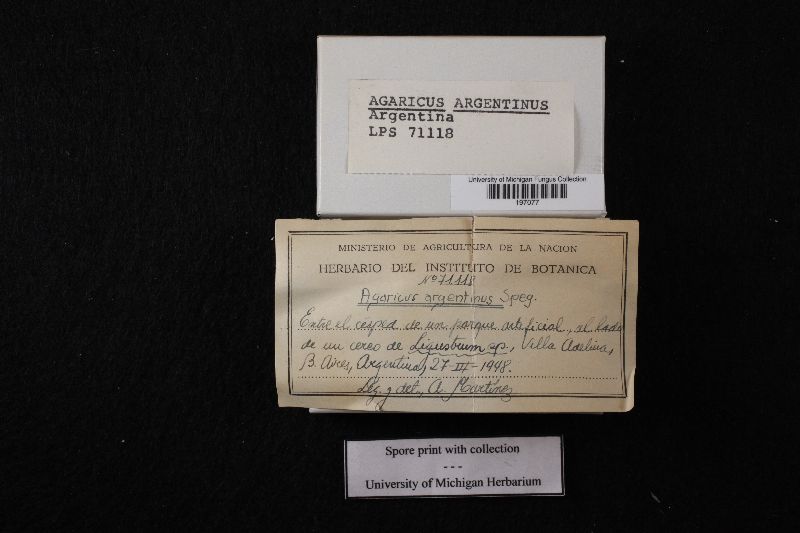 AGARICUS ARGENTINUS
Argentina
LPS 71118
University of Michigan Fungus Collection
197077
MINISTERIO DE AGRICULTURA DE LA NACION
HERBARIO DEL INSTITUTO DE BOTANICA
Nº 71118
Agaricus argentinus Speg.
Entre el césped de un parque artificial, al lado
de un cerco de Ligustrum sp., Villa Adelina,
B. Aires, Argentina, 27-III-1948.
Leg. y det., A. Martínez
Spore print with collection
---
University of Michigan Herbarium